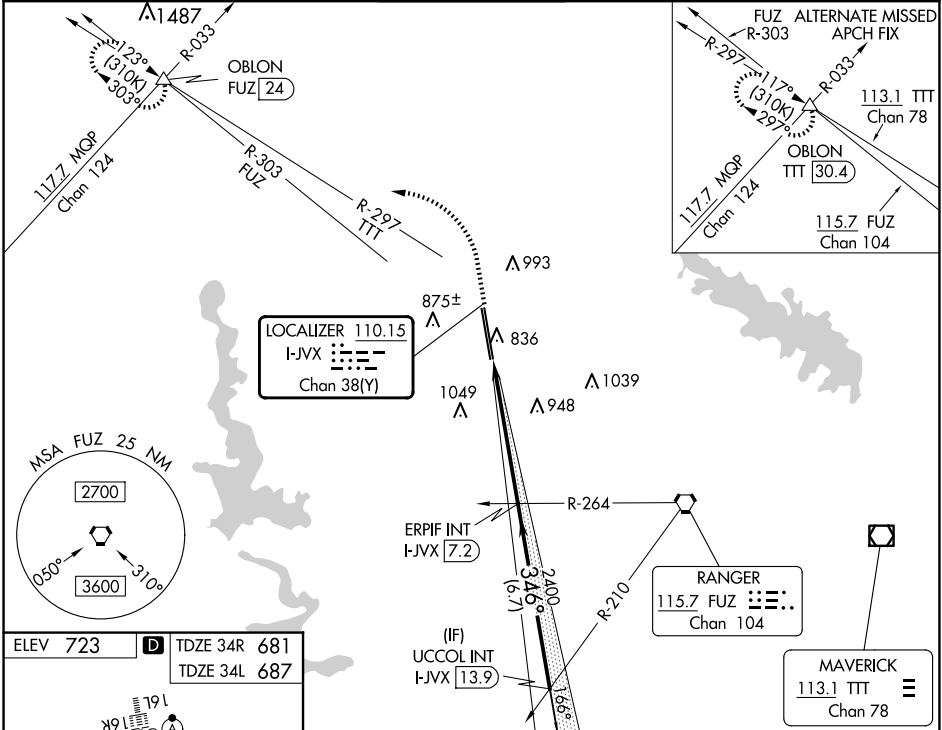 1487
R-033
123°
(310K)
303°
OBLON
FUZ 24
117.7 MQP
Chan 124
R-303
FUZ
R-297
TTT
FUZ
R-303
ALTERNATE MISSED
APCH FIX
R-297
R-033
117°
(310K)
297°
113.1 TTT
Chan 78
OBLON
TTT 30.4
117.7 MQP
Chan 124
115.7 FUZ
Chan 104
993
875±
836
LOCALIZER 110.15
I-JVX
Chan 38(Y)
1049
948
1039
MSA FUZ 25 NM
2700
050°
310°
3600
R-264
ERPIF INT
I-JVX 7.2
2400
346°
(6.7)
R-210
RANGER
115.7 FUZ
Chan 104
(IF)
UCCOL INT
I-JVX 13.9
166°
MAVERICK
113.1 TTT
Chan 78
ELEV 723
D
TDZE 34R 681
TDZE 34L 687
16L
16R
A